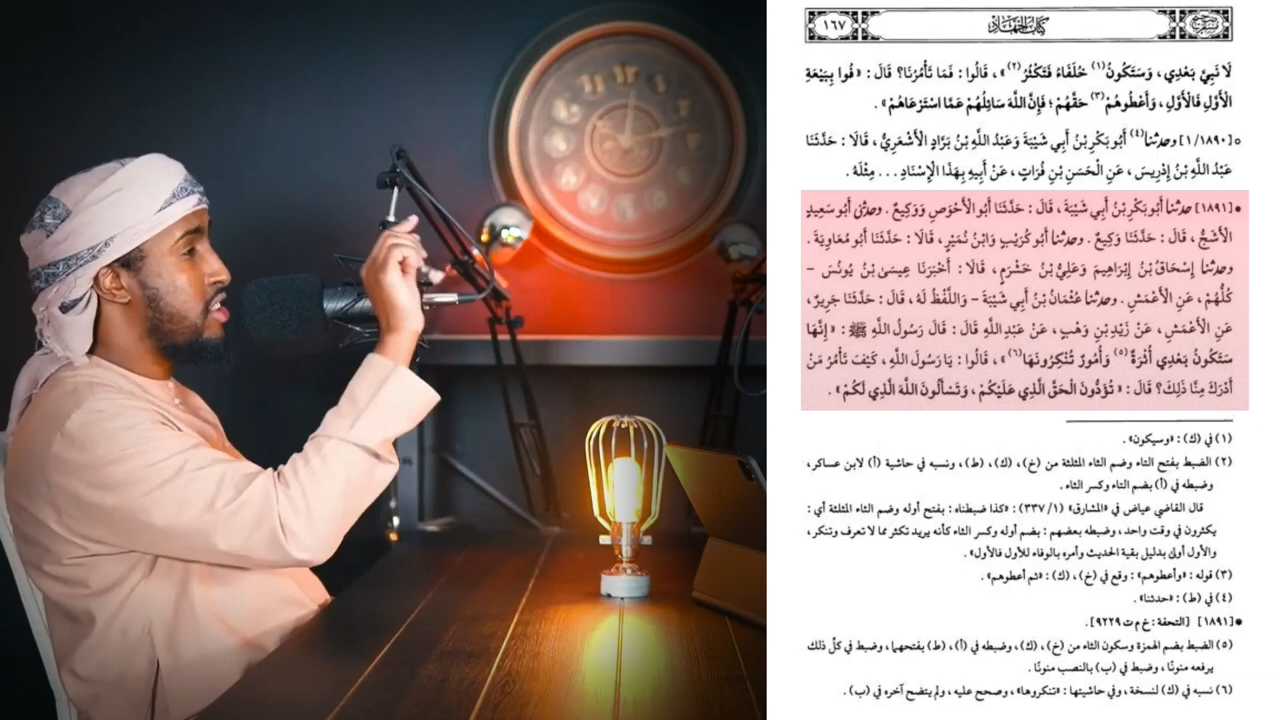 ١٦٧
كتاب الجهاد
لَا نَبِيَّ بَعْدِي ، وَسَتَكُونُ(١) خُلَفَاءُ فَتَكْثُرُ(٢)» ، قَالُوا : فَمَا تَأْمُرُنَا؟ قَالَ : «فُوا بِبَيْعَةِ
الْأَوَّلِ فَالْأَوَّلِ ، وَأَعْطُوهُمْ(٣) حَقَّهُمْ ؛ فَإِنَّ اللَّهَ سَائِلُهُمْ عَمَّا اسْتَرْعَاهُمْ» .
٥[١/١٨٩٠] وحدثنا(٤) أَبُو بَكْرِ بْنُ أَبِي شَيْبَةَ وَعَبْدُ اللَّهِ بْنُ بَرَّادٍ الْأَشْعَرِيُّ ، قَالَا : حَدَّثَنَا
عَبْدُ اللَّهِ بْنُ إِدْرِيسَ ، عَنِ الْحَسَنِ بْنِ فُرَاتٍ ، عَنْ أَبِيهِ بِهَذَا الْإِسْنَادِ . . . مِثْلَهُ .
•[١٨٩١] حدثنا أَبُو بَكْرِ بْنُ أَبِي شَيْبَةَ ، قَالَ : حَدَّثَنَا أَبُو الْأَحْوَصِ وَوَكِيعٌ . وحدثني أَبُو سَعِيدٍ
الْأَشَجُّ ، قَالَ : حَدَّثَنَا وَكِيعٌ . وحدثنا أَبُو كُرَيْبٍ وَابْنُ نُمَيْرٍ ، قَالَا : حَدَّثَنَا أَبُو مُعَاوِيَةَ .
وحدثنا إِسْحَاقُ بْنُ إِبْرَاهِيمَ وَعَلِيُّ بْنُ خَشْرَمٍ ، قَالَا : أَخْبَرَنَا عِيسَىٰ بْنُ يُونُسَ -
كُلُّهُمْ ، عَنِ الْأَعْمَشِ . وحدثنا عُثْمَانُ بْنُ أَبِي شَيْبَةَ - وَاللَّفْظُ لَهُ ، قَالَ : حَدَّثَنَا جَرِيرٌ ،
عَنِ الْأَعْمَشِ ، عَنْ زَيْدِ بْنِ وَهْبٍ ، عَنْ عَبْدِ اللَّهِ قَالَ : قَالَ رَسُولُ اللَّهِ ﷺ : «إِنَّهَا
سَتَكُونُ بَعْدِي أُثْرَةٌ(٥) وَأُمُورٌ تُنْكِرُونَهَا(٦)» ، قَالُوا : يَا رَسُولَ اللَّهِ ، كَيْفَ تَأْمُرُ مَنْ
أَدْرَكَ مِنَّا ذَلِكَ؟ قَالَ : «تُؤَدُّونَ الْحَقَّ الَّذِي عَلَيْكُمْ ، وَتَسْأَلُونَ اللَّهَ الَّذِي لَكُمْ» .
(١) في (ك) : «وسيكون» .
(٢) الضبط بفتح التاء وضم الثاء المثلثة من (خ) ، (ك) ، (ط) ، ونسبه في حاشية (أ) لابن عساكر ،
وضبطه في (أ) بضم التاء وكسر الثاء .
قال القاضي عياض في «المشارق» (١/ ٣٣٧) : «كذا ضبطناه : بفتح أوله وضم الثاء المثلثة أي :
يكثرون في وقت واحد ، وضبطه بعضهم : بضم أوله وكسر الثاء كأنه يريد تكثر مما لا تعرف وتنكر ،
والأول أولى بدليل بقية الحديث وأمره بالوفاء للأول فالأول» .
(٣) قوله : «وأعطوهم» : وقع في (خ) ، (ك) : «ثم أعطوهم» .
(٤) في (ط) : «حدثنا» .
•[١٨٩١] [التحفة : خ م ت ٩٢٢٩] .
(٥) الضبط بضم الهمزة وسكون الثاء من (خ) ، (ك) ، وضبطه في (أ) ، (ط) بفتحهما ، وضبط في كلِّ ذلك
برفعه منونًا ، وضبط في (ب) بالنصب منونًا .
(٦) نسبه في (ك) لنسخة ، وفي حاشيتها : «تنكروها» ، وصحح عليه ، ولم يتضح آخره في (ب) .